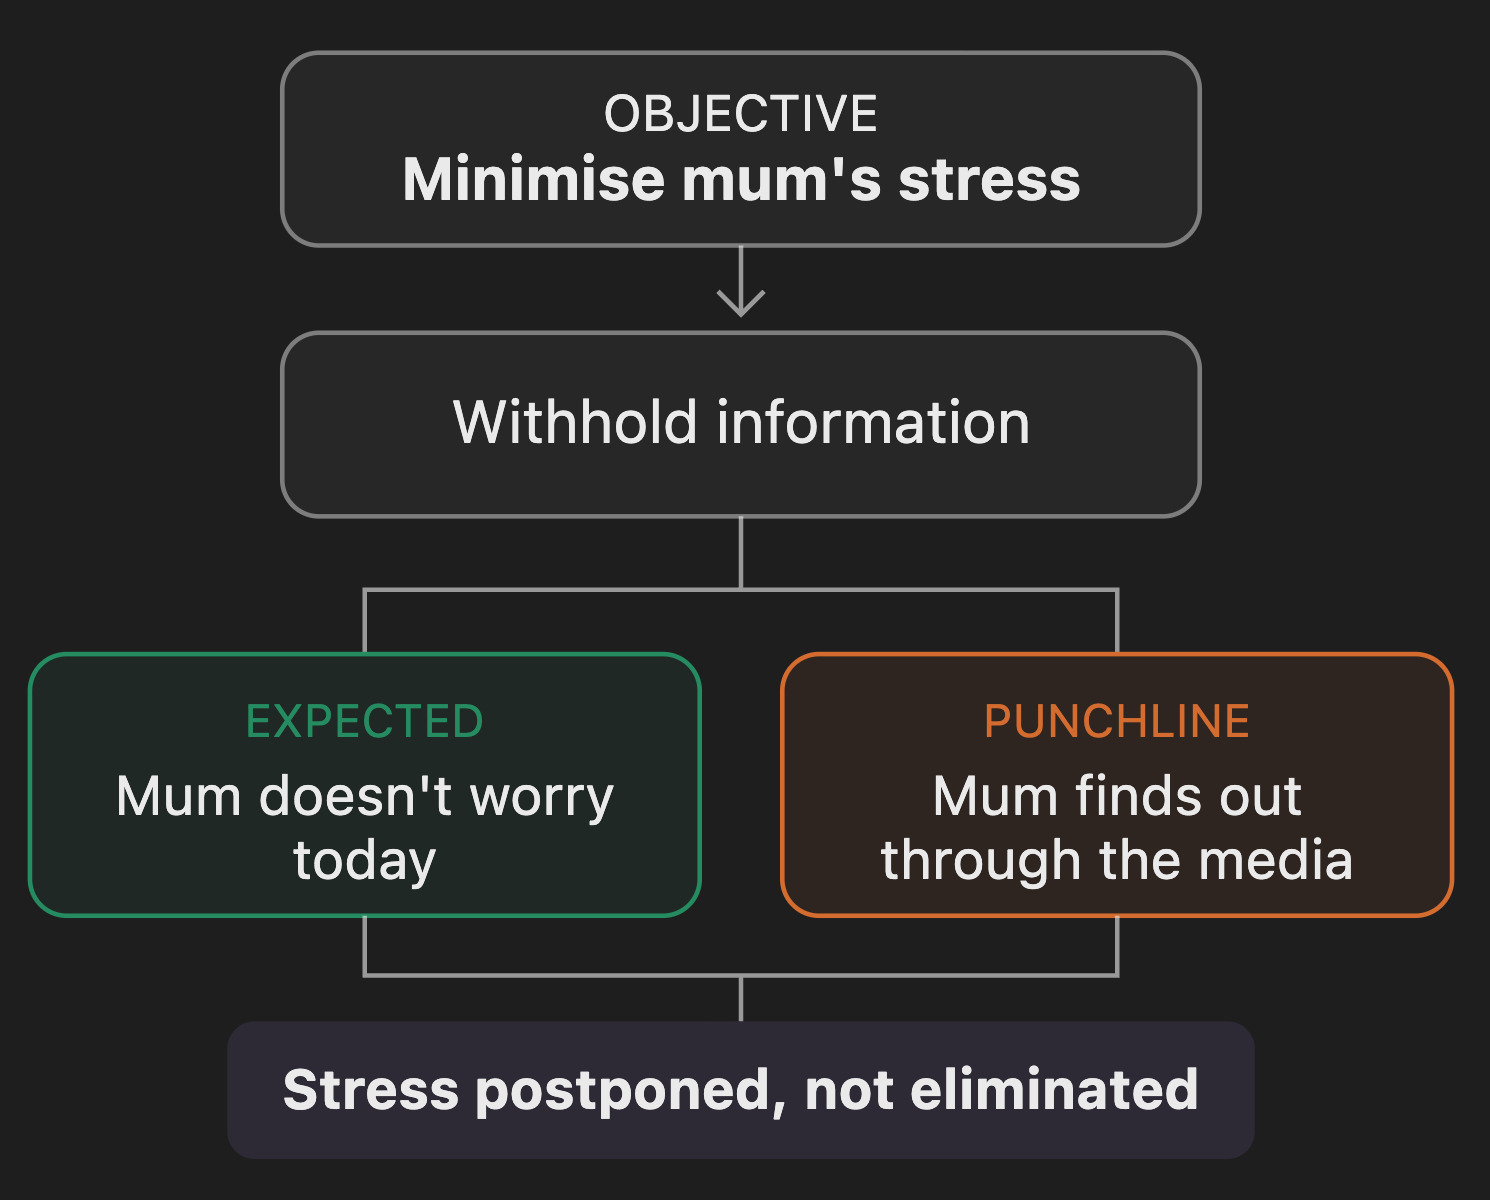 OBJECTIVE
Minimise mum's stress
Withhold information
EXPECTED
Mum doesn't worry
today
PUNCHLINE
Mum finds out
through the media
Stress postponed, not eliminated